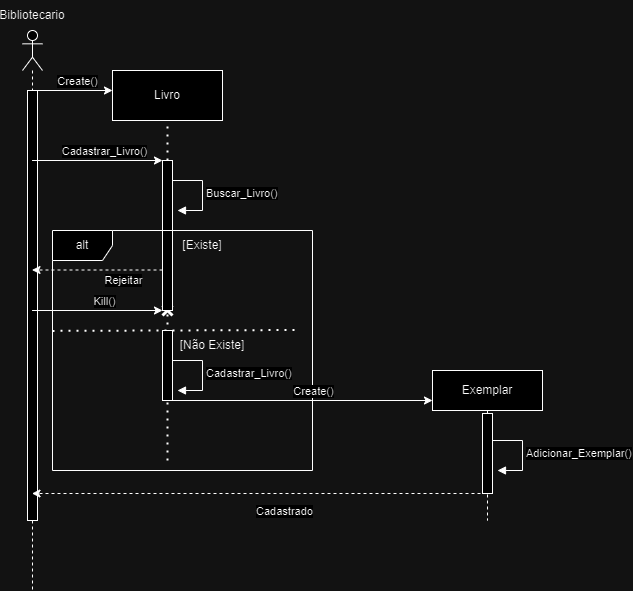 Bibliotecario
Create()
Livro
Cadastrar_Livro()
Buscar_Livro()
alt
[Existe]
Rejeitar
Kill()
[Não Existe]
Cadastrar_Livro()
Create()
Exemplar
Adicionar_Exemplar()
Cadastrado